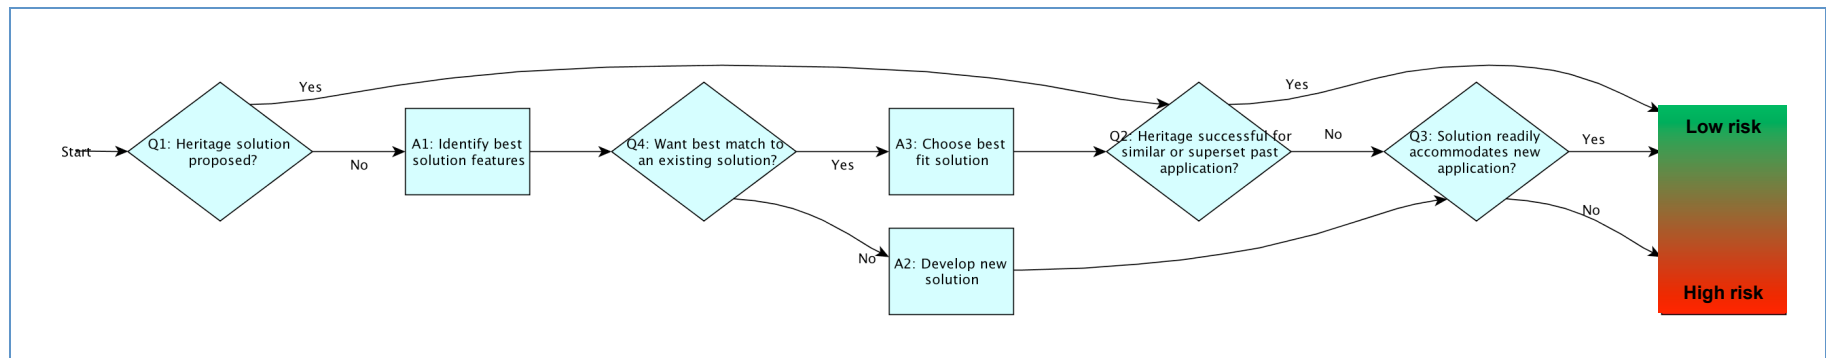 Start
Q1: Heritage solution
proposed?
Yes
No
A1: Identify best
solution features
Q4: Want best match to
an existing solution?
Yes
No
A3: Choose best
fit solution
A2: Develop new
solution
Q2: Heritage successful for
similar or superset past
application?
Yes
No
Q3: Solution readily
accommodates new
application?
Yes
No
Low risk
High risk